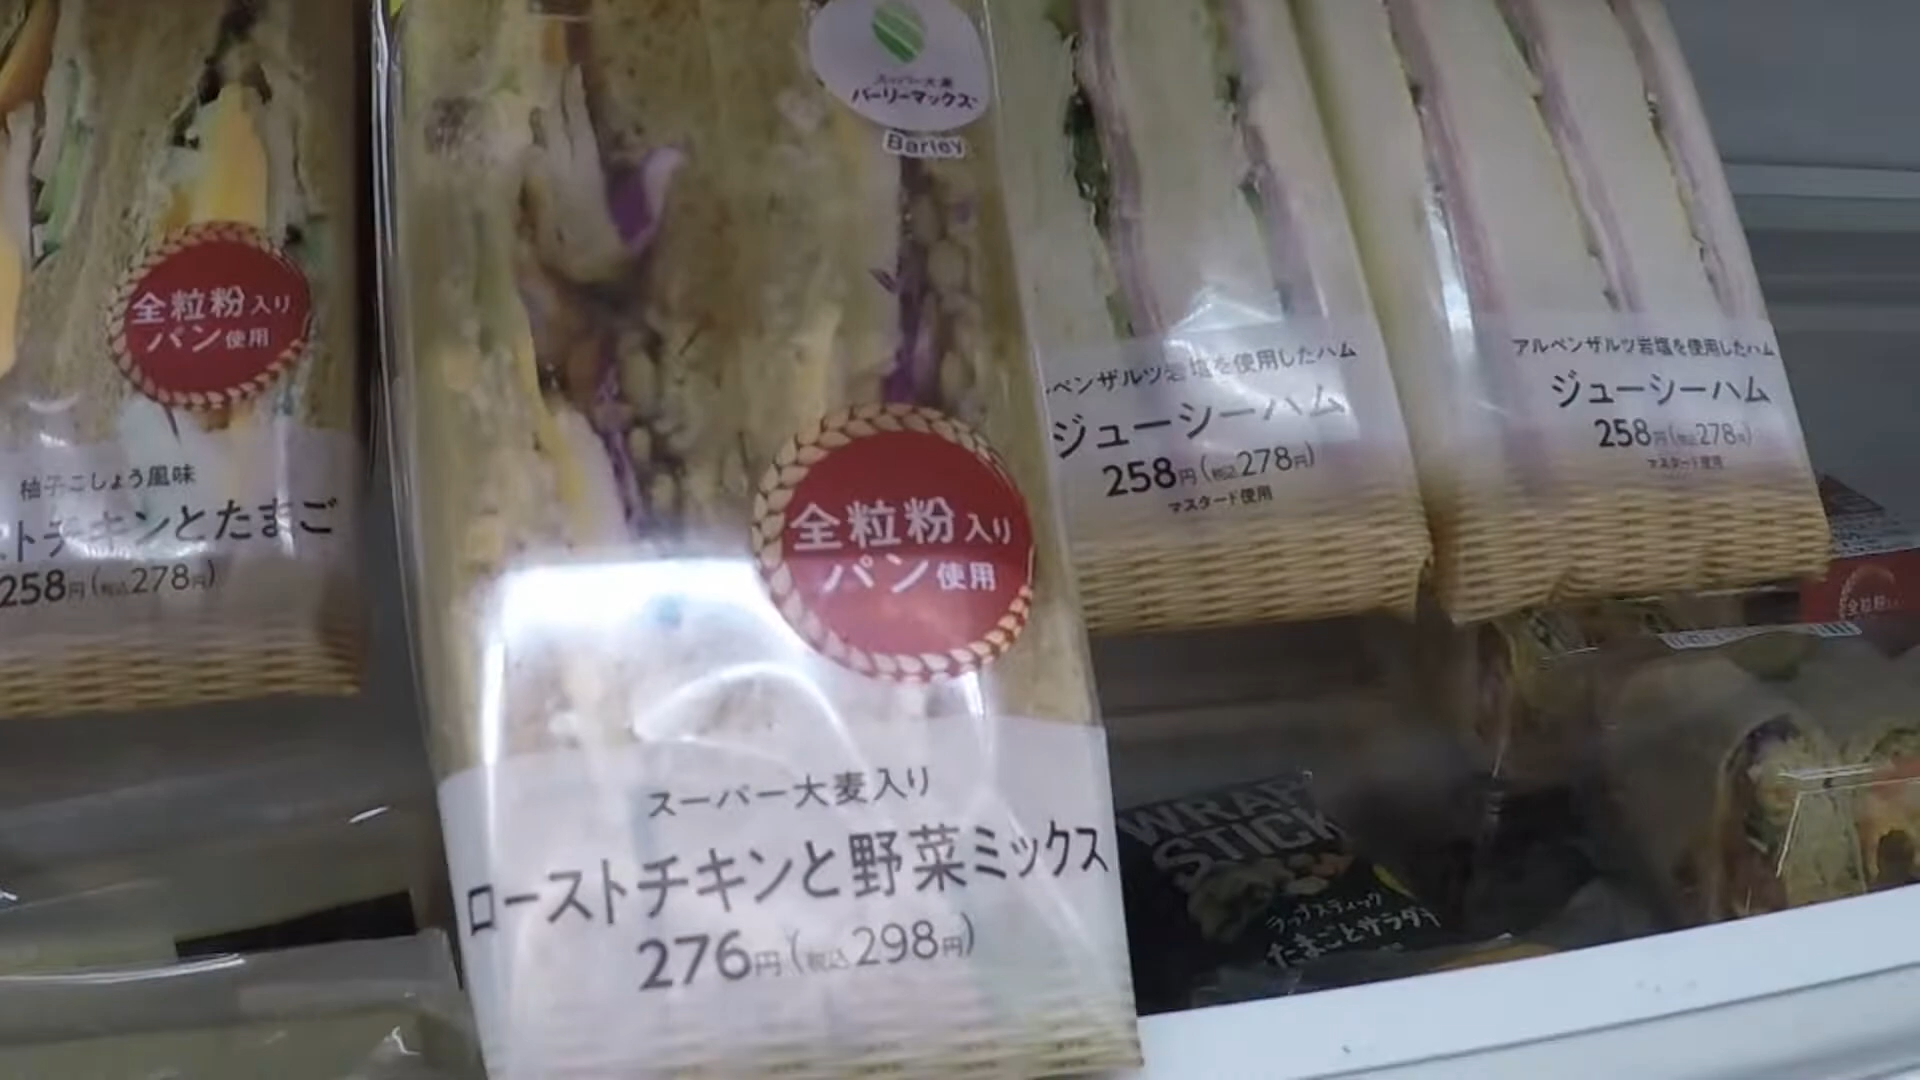 全粒粉入り
パン使用
柚子こしょう風味
トチキンとたまご
258円(税込278円)
スーパー大麦
バーリーマックス
Barley
全粒粉入り
パン使用
スーパー大麦入り
ローストチキンと野菜ミックス
276円(税込298円)
ペンザルツ岩塩を使用したハム
ジューシーハム
258円(税込278円)
マスタード使用
アルペンザルツ岩塩を使用したハム
ジューシーハム
258円(税込278円)
マスタード使用
全粒粉
WRAP
STICK
ラップスティック
たまごとサラダチ